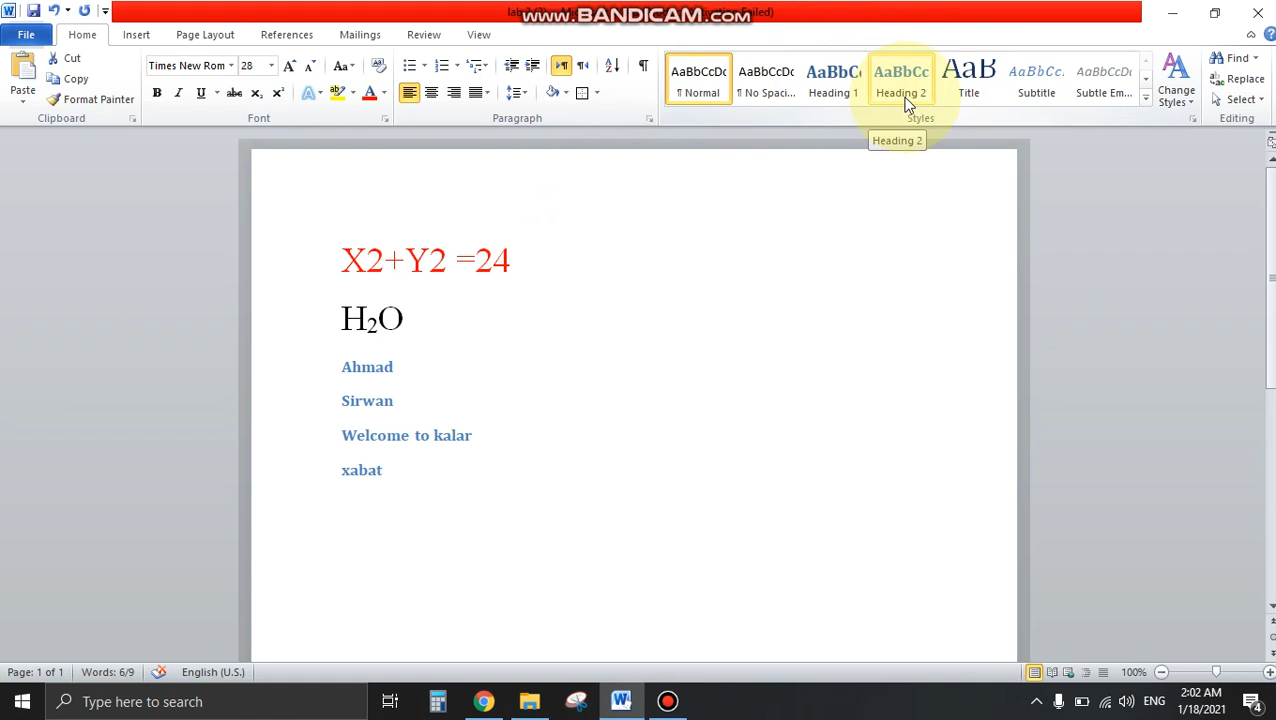 lab
www.BANDICAM.com
File Home Insert Page Layout References Mailings Review View
Paste
Cut
Copy
Format Painter
Clipboard
Times New Rom 28
Font
Paragraph
AaBbCcDc AaBbCcDc AaBbC AaBbCc AaB AaBbCc. AaBbCcDc
¶ Normal ¶ No Spaci... Heading 1 Heading 2 Title Subtitle Subtle Em...
Change Styles
Styles
Find
Replace
Select
Editing
Heading 2
X2+Y2 =24
H₂O
Ahmad
Sirwan
Welcome to kalar
xabat
Page: 1 of 1 Words: 6/9 English (U.S.) 100%
Type here to search
ENG
2:02 AM
1/18/2021
4